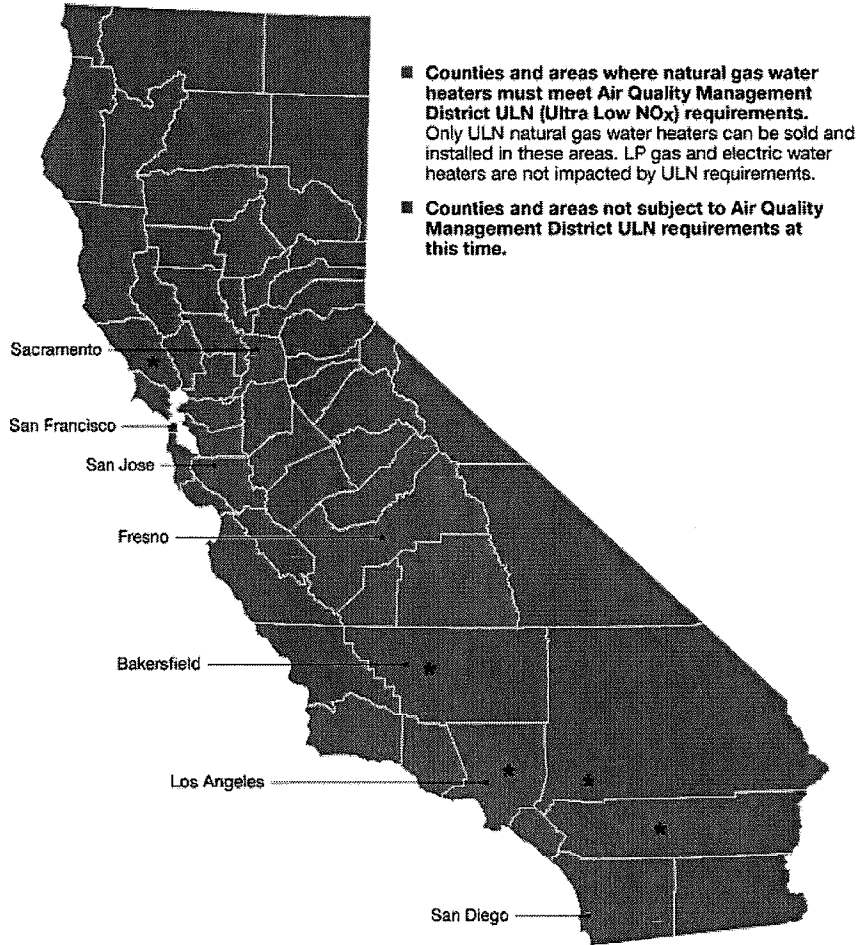 ■ Counties and areas where natural gas water
heaters must meet Air Quality Management
District ULN (Ultra Low NOx) requirements.
Only ULN natural gas water heaters can be sold and
installed in these areas. LP gas and electric water
heaters are not impacted by ULN requirements.
■ Counties and areas not subject to Air Quality
Management District ULN requirements at
this time.
Sacramento
San Francisco
San Jose
Fresno
Bakersfield
Los Angeles
San Diego